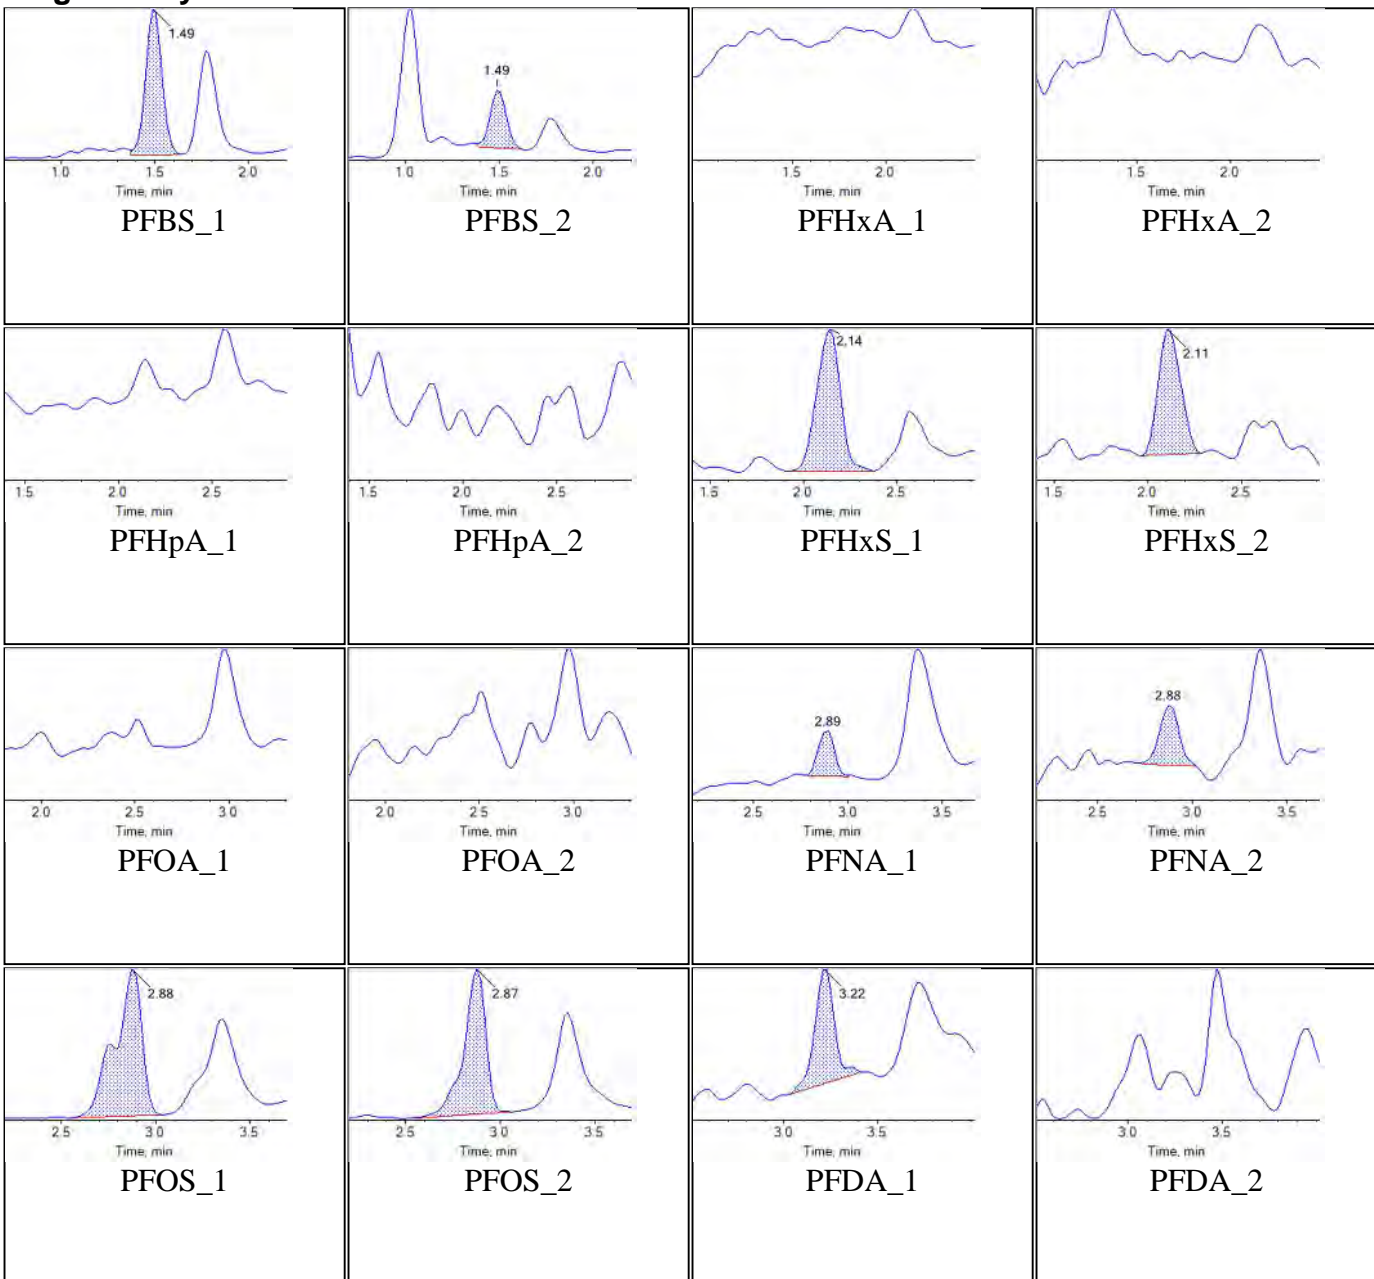 1.49
1.0 1.5 2.0
Time, min
PFBS_1
1.49
1.0 1.5 2.0
Time, min
PFBS_2
1.5 2.0
Time, min
PFHxA_1
1.5 2.0
Time, min
PFHxA_2
1.5 2.0 2.5
Time, min
PFHpA_1
1.5 2.0 2.5
Time, min
PFHpA_2
2.14
1.5 2.0 2.5
Time, min
PFHxS_1
2.11
1.5 2.0 2.5
Time, min
PFHxS_2
2.0 2.5 3.0
Time, min
PFOA_1
2.0 2.5 3.0
Time, min
PFOA_2
2.89
2.5 3.0 3.5
Time, min
PFNA_1
2.88
2.5 3.0 3.5
Time, min
PFNA_2
2.88
2.5 3.0 3.5
Time, min
PFOS_1
2.87
2.5 3.0 3.5
Time, min
PFOS_2
3.22
3.0 3.5
Time, min
PFDA_1
3.0 3.5
Time, min
PFDA_2